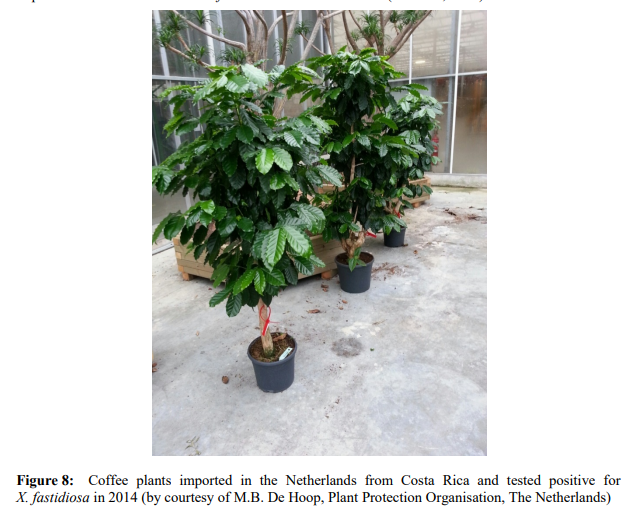 Figure 8: Coffee plants imported in the Netherlands from Costa Rica and tested positive for
X. fastidiosa in 2014 (by courtesy of M.B. De Hoop, Plant Protection Organisation, The Netherlands)